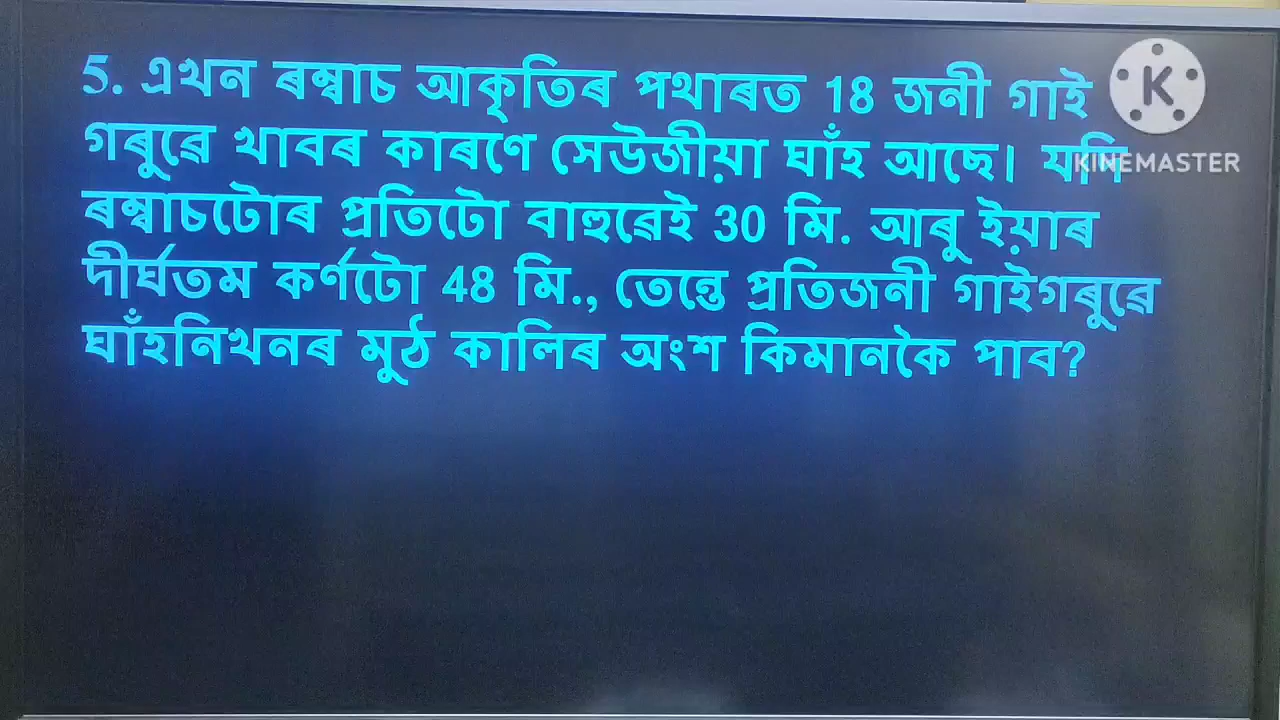 5. এখন ৰম্বাচ আকৃতিৰ পথাৰত 18 জনী গাই
গৰুৱে খাবৰ কাৰণে সেউজীয়া ঘাঁহ আছে। যদি
ৰম্বাচটোৰ প্ৰতিটো বাহুৱেই 30 মি. আৰু ইয়াৰ
দীৰ্ঘতম কৰ্ণটো 48 মি., তেন্তে প্ৰতিজনী গাইগৰুৱে
ঘাঁহনিখনৰ মুঠ কালিৰ অংশ কিমানকৈ পাব?
K
KINEMASTER